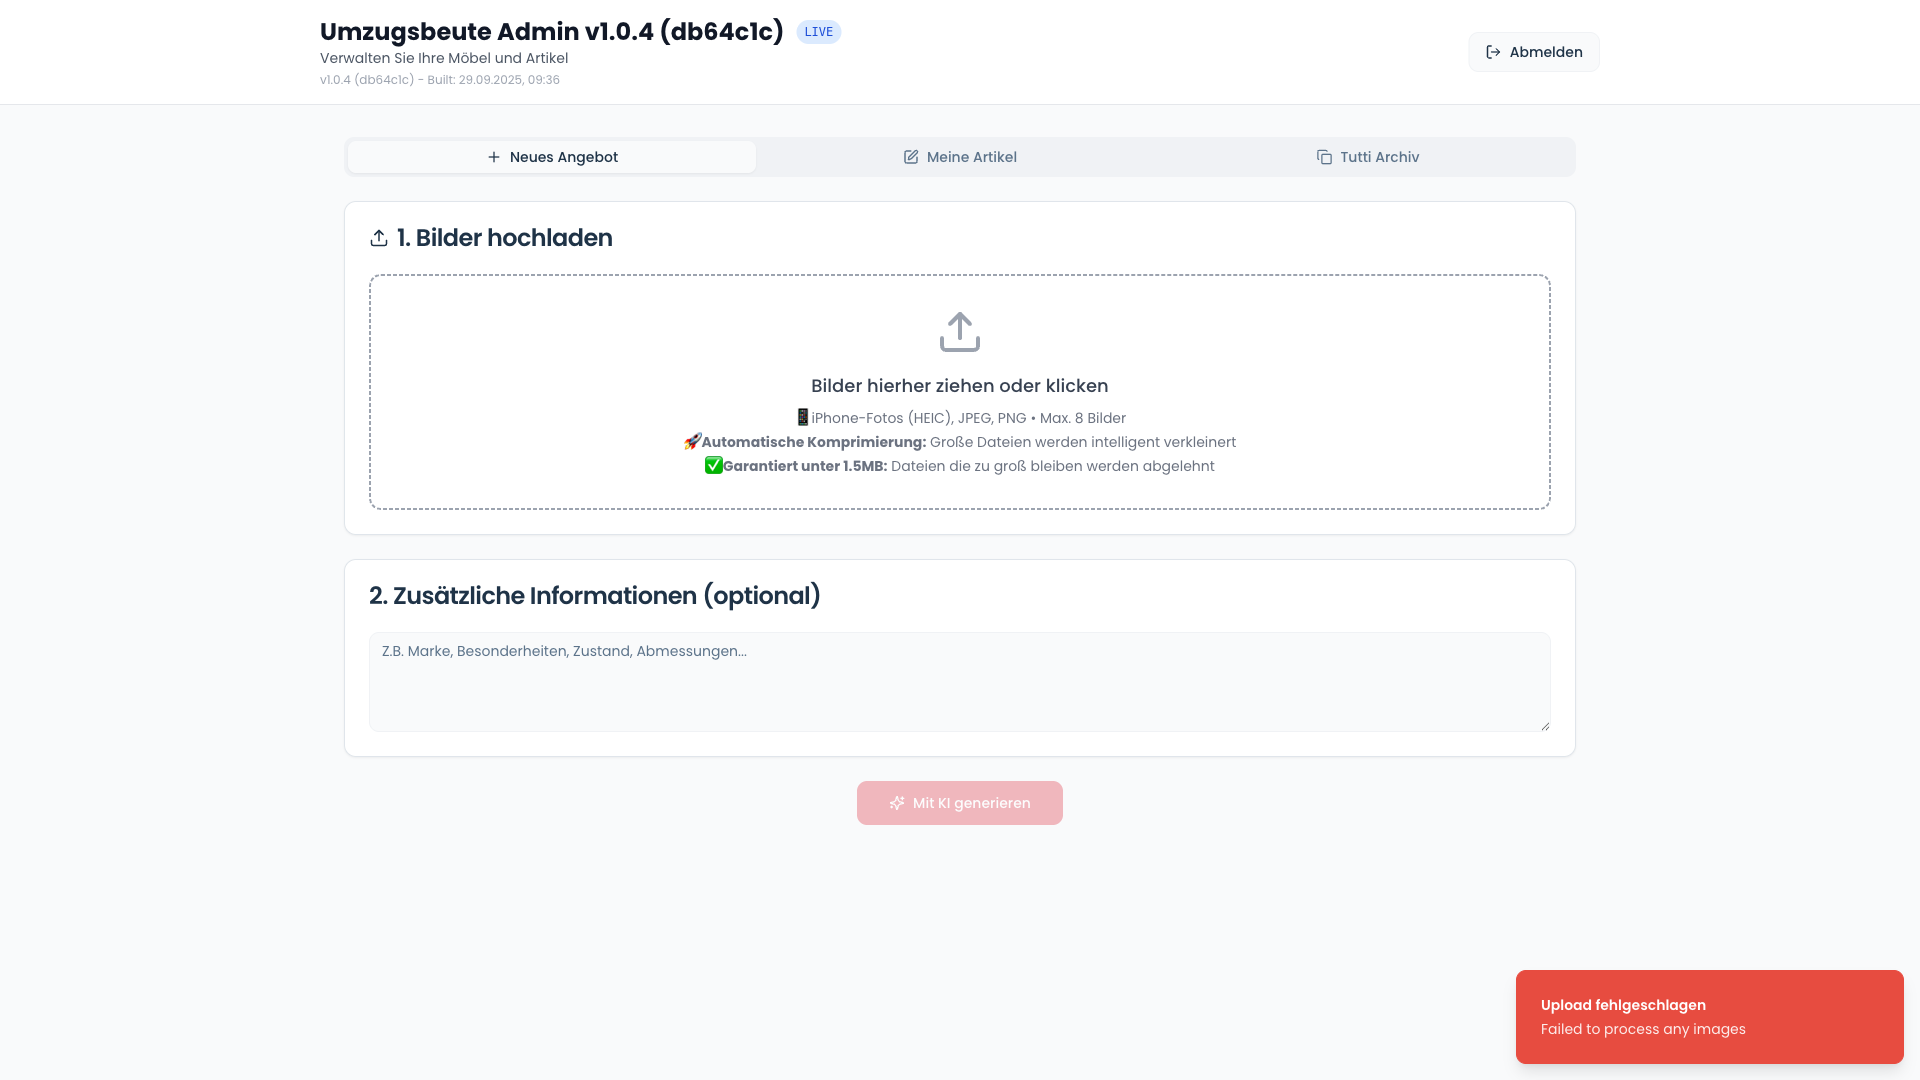 Umzugsbeute Admin v1.0.4 (db64c1c) LIVE
Verwalten Sie Ihre Möbel und Artikel
v1.0.4 (db64c1c) - Built: 29.09.2025, 09:36
Abmelden
Neues Angebot
Meine Artikel
Tutti Archiv
1. Bilder hochladen
Bilder hierher ziehen oder klicken
📱iPhone-Fotos (HEIC), JPEG, PNG • Max. 8 Bilder
🚀Automatische Komprimierung: Große Dateien werden intelligent verkleinert
✅Garantiert unter 1.5MB: Dateien die zu groß bleiben werden abgelehnt
2. Zusätzliche Informationen (optional)
Z.B. Marke, Besonderheiten, Zustand, Abmessungen...
Mit KI generieren
Upload fehlgeschlagen
Failed to process any images